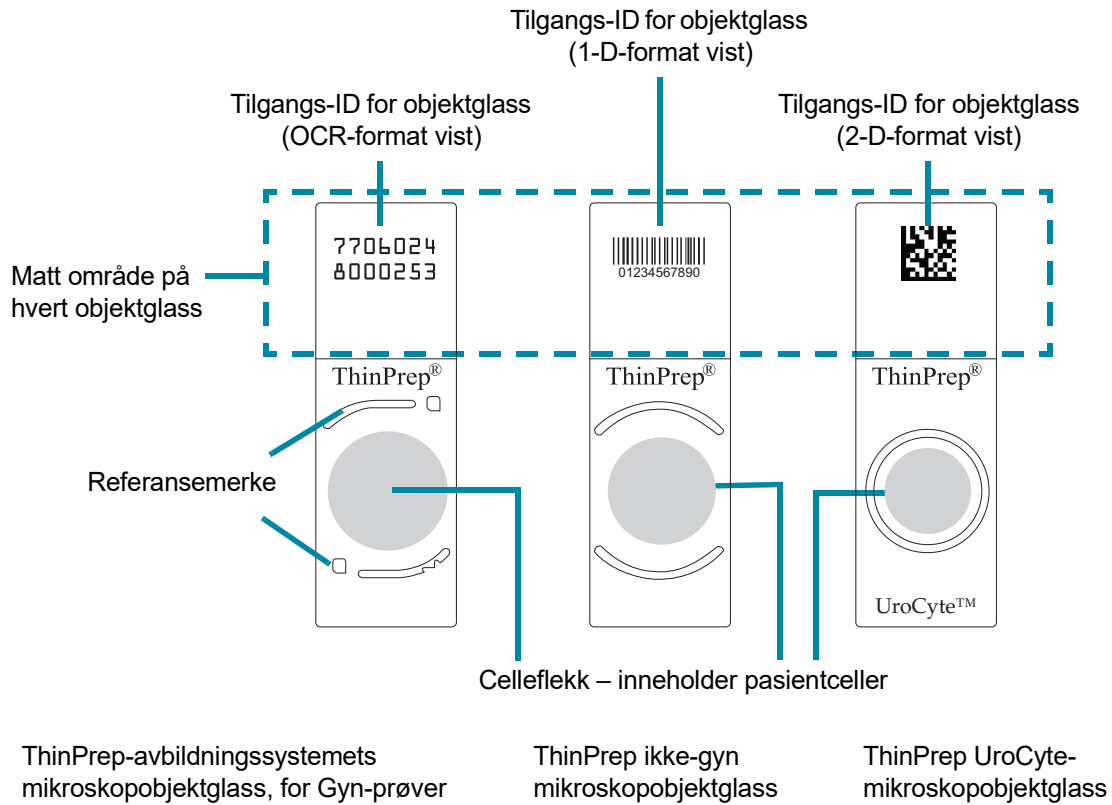 Tilgangs-ID for objektglass
(1-D-format vist)
Tilgangs-ID for objektglass
(OCR-format vist)
Tilgangs-ID for objektglass
(2-D-format vist)
Matt område på
hvert objektglass
7706024
8000253
01234567890
ThinPrep®
ThinPrep®
ThinPrep®
Referansemerke
UroCyte™
Celleflekk – inneholder pasientceller
ThinPrep-avbildningssystemets
mikroskopobjektglass, for Gyn-prøver
ThinPrep ikke-gyn
mikroskopobjektglass
ThinPrep UroCyte-
mikroskopobjektglass